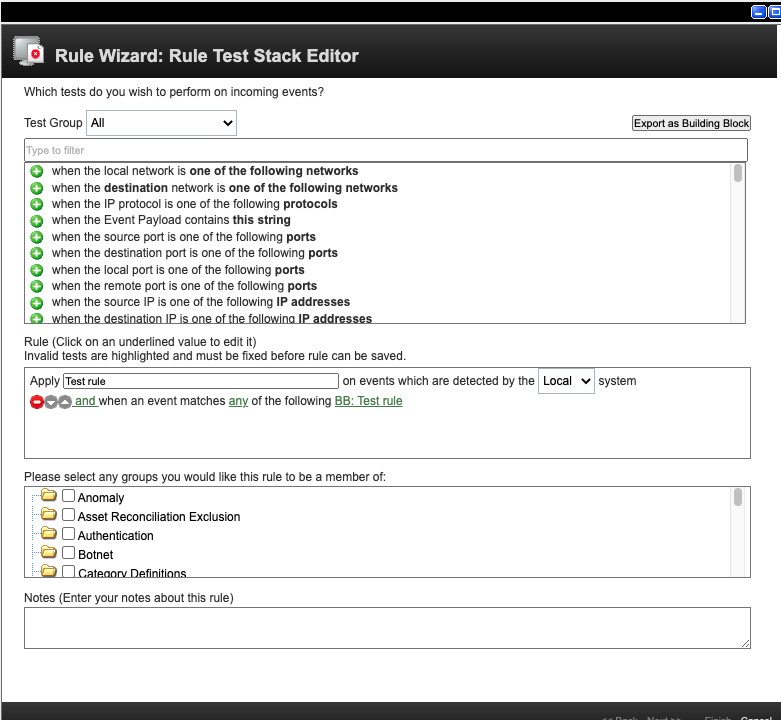 Rule Wizard: Rule Test Stack Editor
Which tests do you wish to perform on incoming events?
Test Group All Export as Building Block
Type to filter
when the local network is one of the following networks
when the destination network is one of the following networks
when the IP protocol is one of the following protocols
when the Event Payload contains this string
when the source port is one of the following ports
when the destination port is one of the following ports
when the local port is one of the following ports
when the remote port is one of the following ports
when the source IP is one of the following IP addresses
when the destination IP is one of the following IP addresses
Rule (Click on an underlined value to edit it)
Invalid tests are highlighted and must be fixed before rule can be saved.
Apply Test rule on events which are detected by the Local system
and when an event matches any of the following BB: Test rule
Please select any groups you would like this rule to be a member of:
Anomaly
Asset Reconciliation Exclusion
Authentication
Botnet
Category Definitions
Notes (Enter your notes about this rule)
<< Back Next >> Finish Cancel